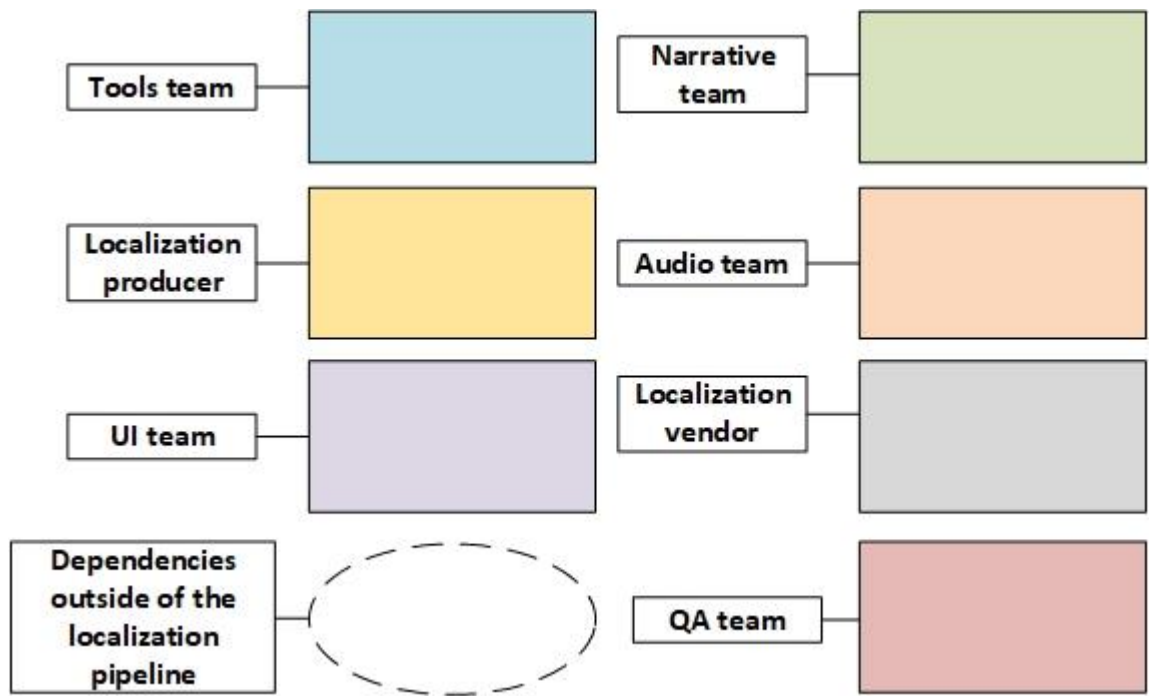 Tools team
Narrative
team
Localization
producer
Audio team
UI team
Localization
vendor
Dependencies
outside of the
localization
pipeline
QA team